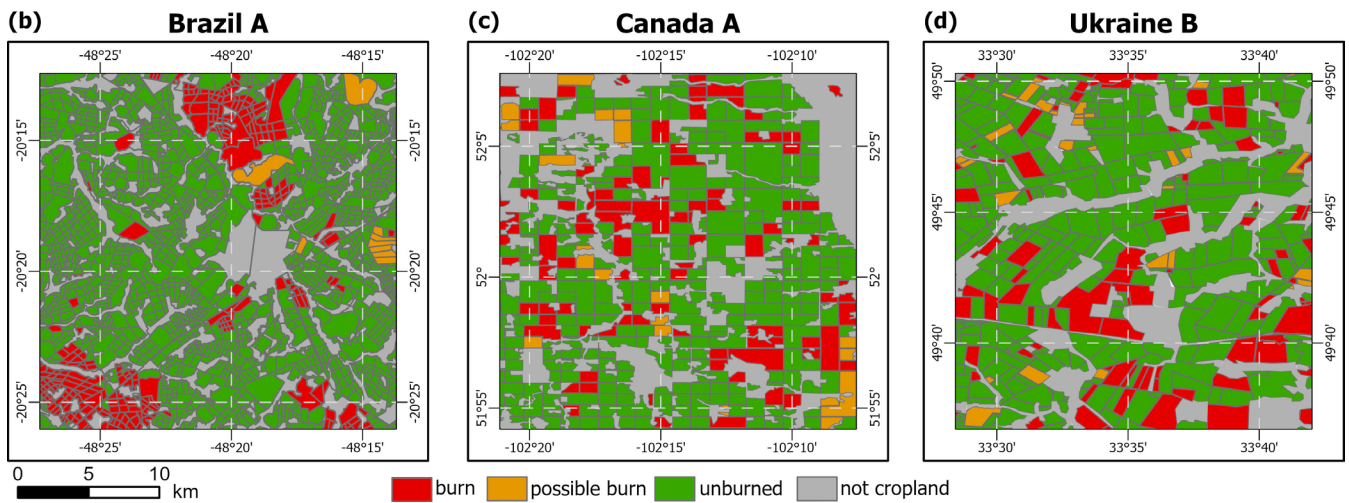 (b) Brazil A
-48°25' -48°20' -48°15'
-20°15' -20°15'
-20°20' -20°20'
-20°25' -20°25'
-48°25' -48°20' -48°15'
(c) Canada A
-102°20' -102°15' -102°10'
52°5' 52°5'
52° 52°
51°55' 51°55'
-102°20' -102°15' -102°10'
(d) Ukraine B
33°30' 33°35' 33°40'
49°50' 49°50'
49°45' 49°45'
49°40' 49°40'
33°30' 33°35' 33°40'
0 5 10
km
burn possible burn unburned not cropland